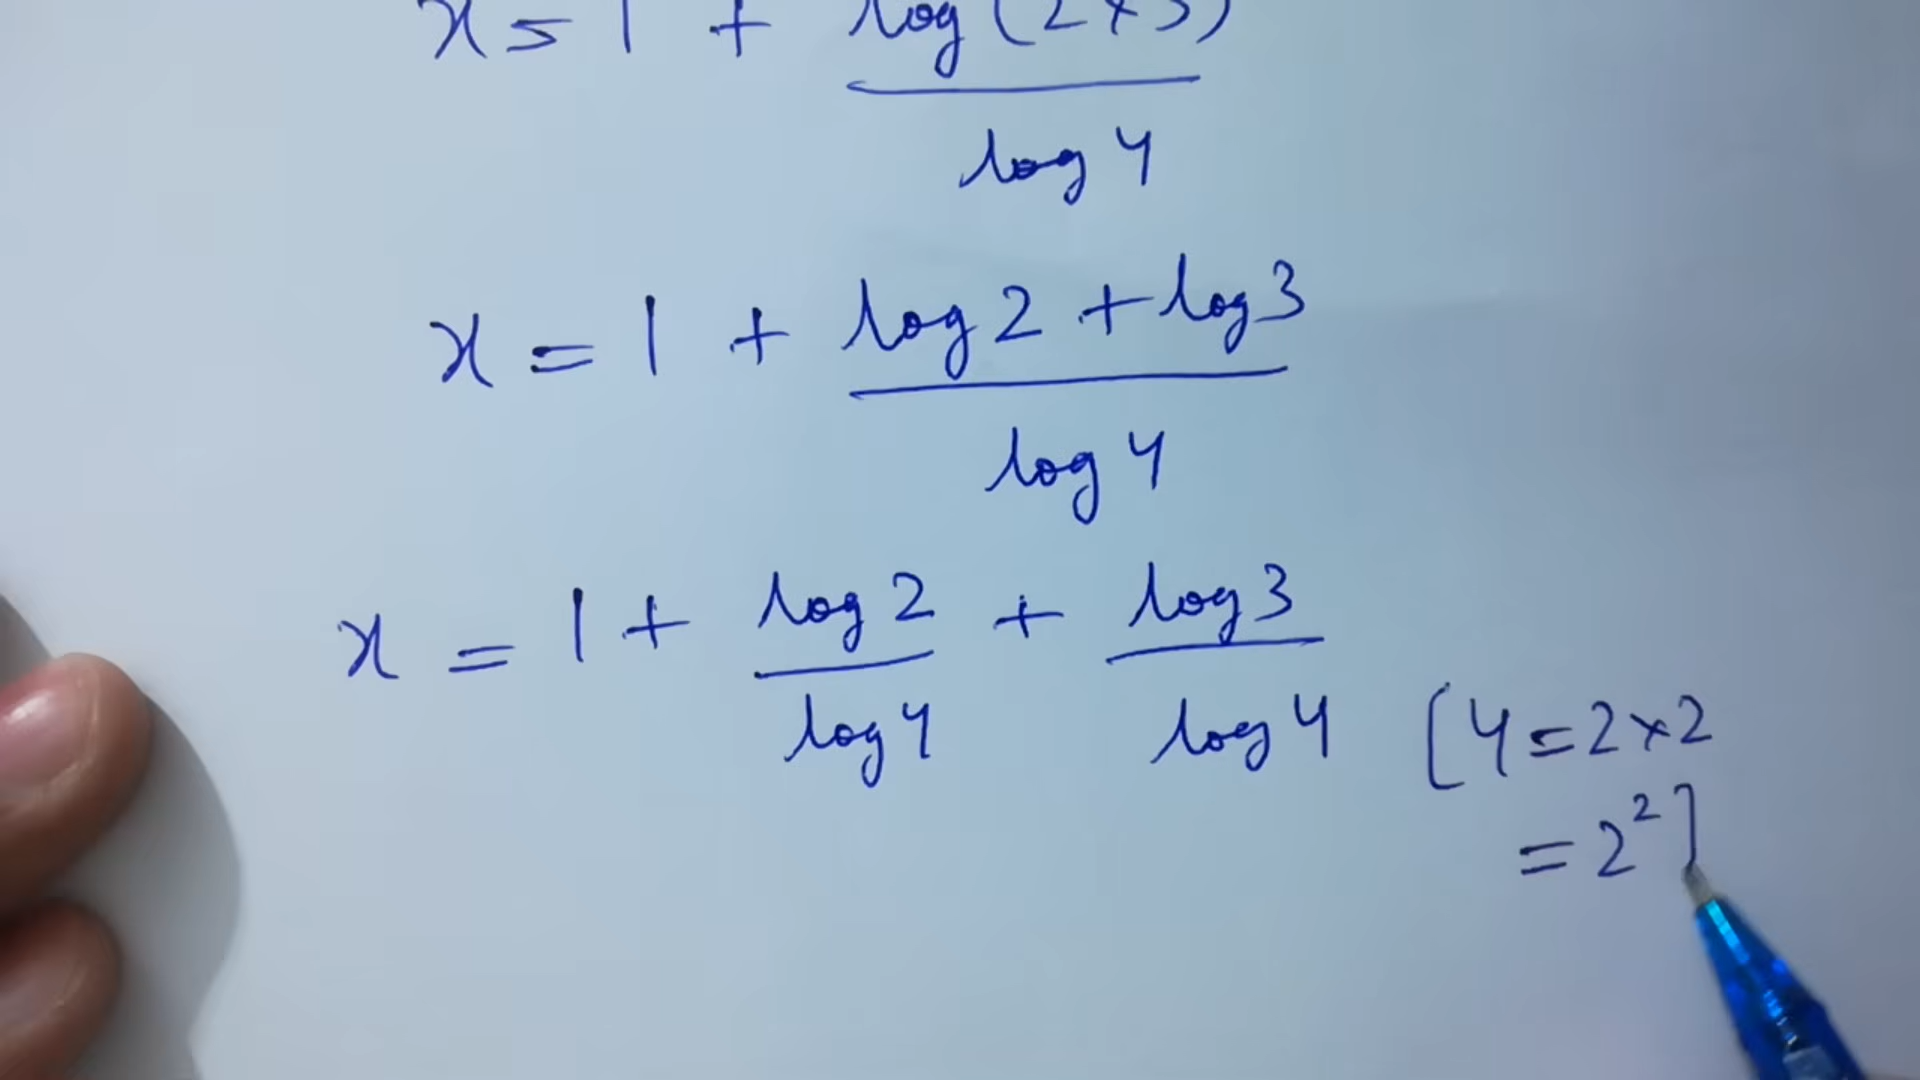 x = 1 + log (2 × 3)
log 4
x = 1 + log 2 + log 3
log 4
x = 1 + log 2 + log 3
log 4 log 4 [4 = 2 × 2
= 2²]